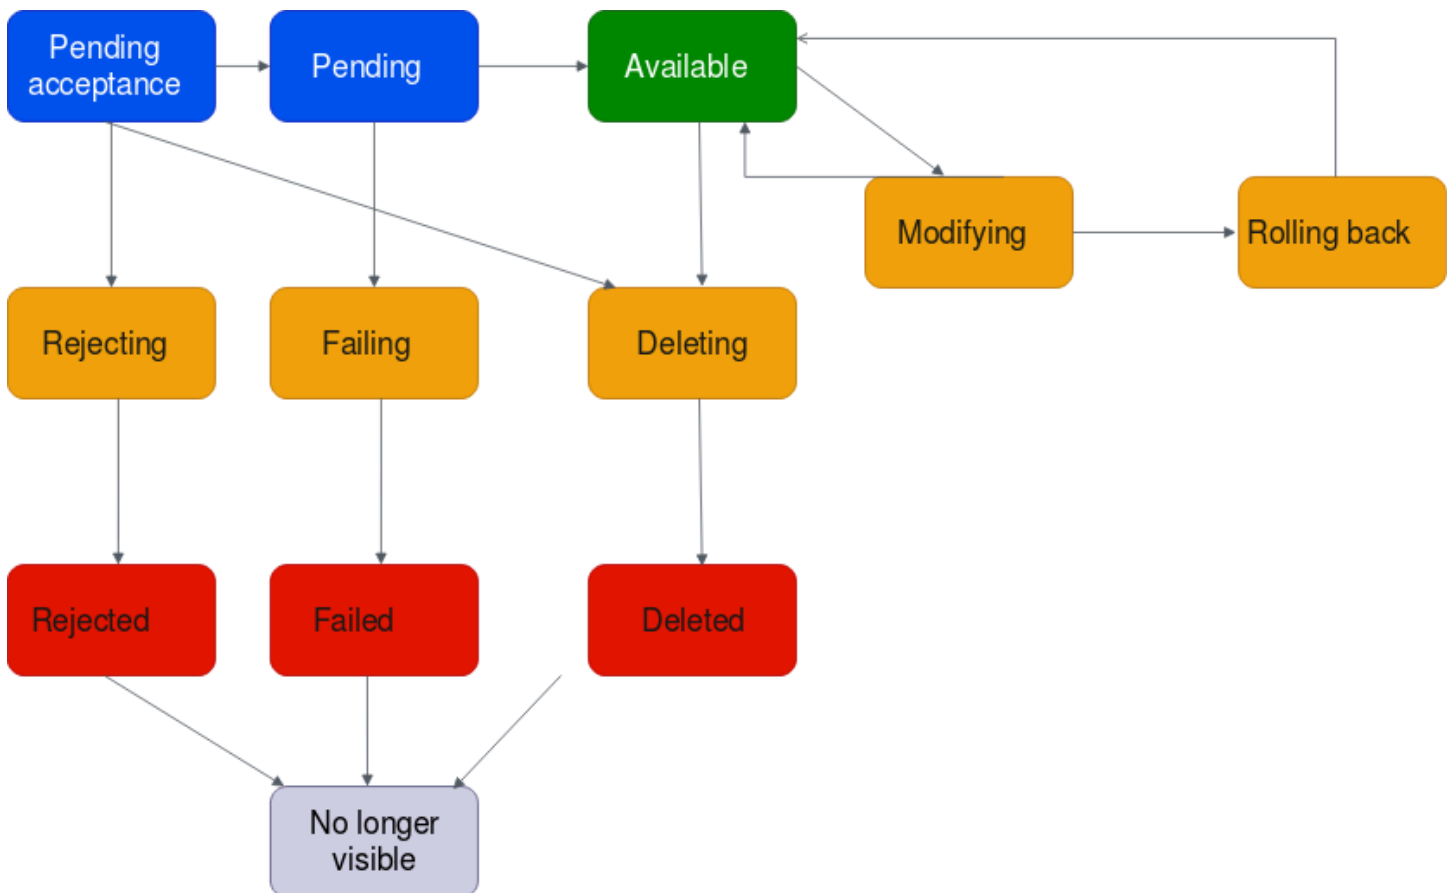 Pending
acceptance
Pending
Available
Modifying
Rolling back
Rejecting
Failing
Deleting
Rejected
Failed
Deleted
No longer
visible